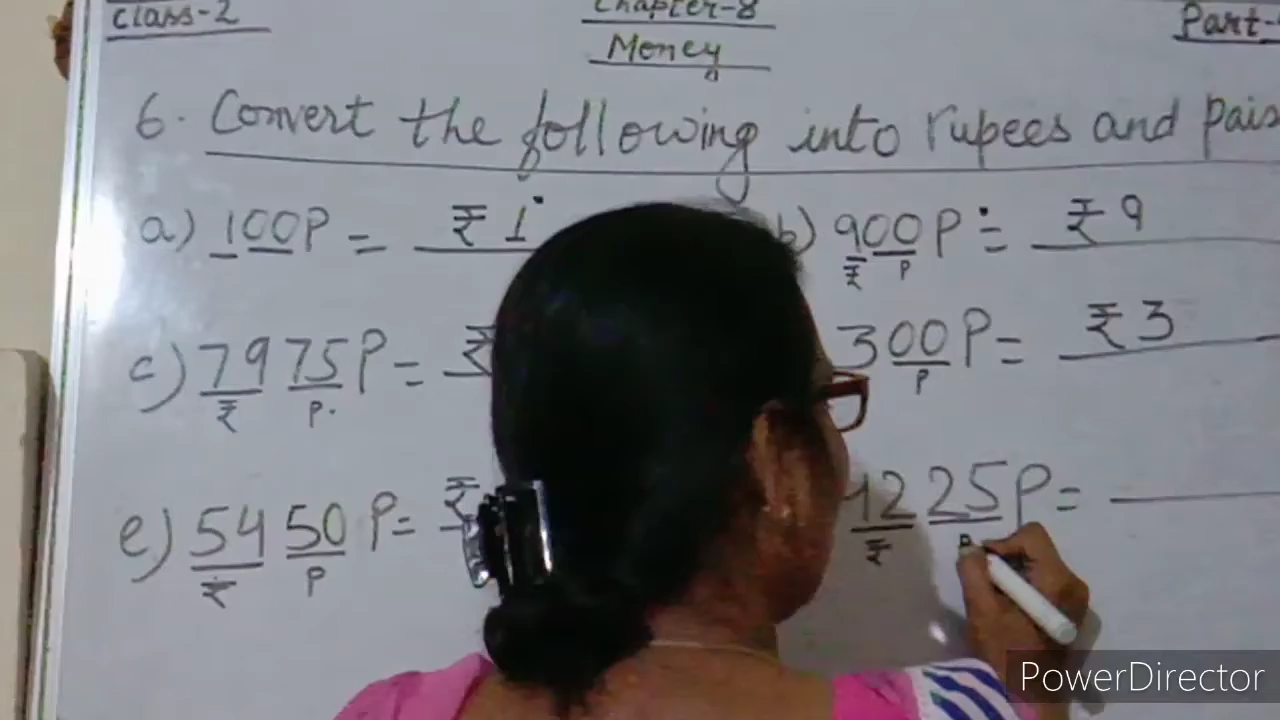 Class-2
Chapter-8
Part-
Money
6. Convert the following into rupees and pais
a) 100P = ₹ 1
b) 900P = ₹ 9
₹ P
c) 7975P = ₹
₹ P.
300P = ₹ 3
P
e) 5450P = ₹
₹ P
1225P =
₹ P
PowerDirector